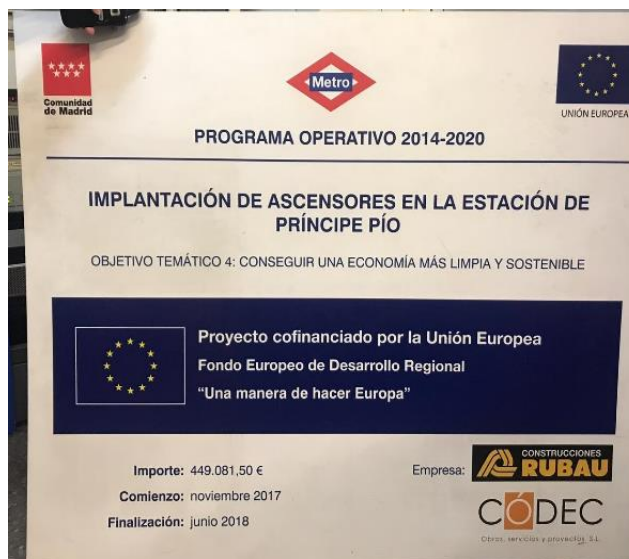 Comunidad
de Madrid
Metro
UNIÓN EUROPEA
PROGRAMA OPERATIVO 2014-2020
IMPLANTACIÓN DE ASCENSORES EN LA ESTACIÓN DE
PRÍNCIPE PÍO
OBJETIVO TEMÁTICO 4: CONSEGUIR UNA ECONOMÍA MÁS LIMPIA Y SOSTENIBLE
Proyecto cofinanciado por la Unión Europea
Fondo Europeo de Desarrollo Regional
“Una manera de hacer Europa”
Importe: 449.081,50 €
Comienzo: noviembre 2017
Finalización: junio 2018
Empresa:
CONSTRUCCIONES
RUBAU
CÓDEC
Obras, servicios y proyectos, S.L.